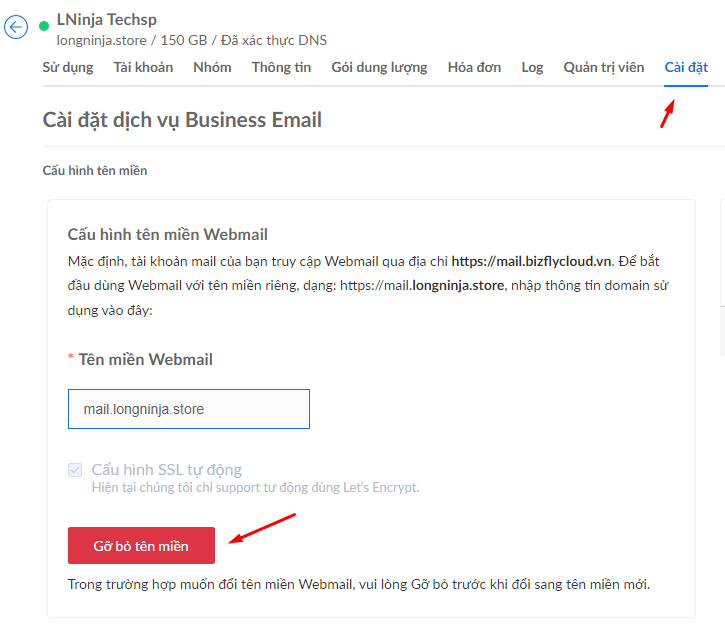 LNinja Techsp
longninja.store / 150 GB / Đã xác thực DNS
Sử dụng Tài khoản Nhóm Thông tin Gói dung lượng Hóa đơn Log Quản trị viên Cài đặt
Cài đặt dịch vụ Business Email
Cấu hình tên miền
Cấu hình tên miền Webmail
Mặc định, tài khoản mail của bạn truy cập Webmail qua địa chỉ https://mail.bizflycloud.vn. Để bắt
đầu dùng Webmail với tên miền riêng, dạng: https://mail.longninja.store, nhập thông tin domain sử
dụng vào đây:
* Tên miền Webmail
mail.longninja.store
Cấu hình SSL tự động
Hiện tại chúng tôi chỉ support tự động dùng Let's Encrypt.
Gỡ bỏ tên miền
Trong trường hợp muốn đổi tên miền Webmail, vui lòng Gỡ bỏ trước khi đổi sang tên miền mới.